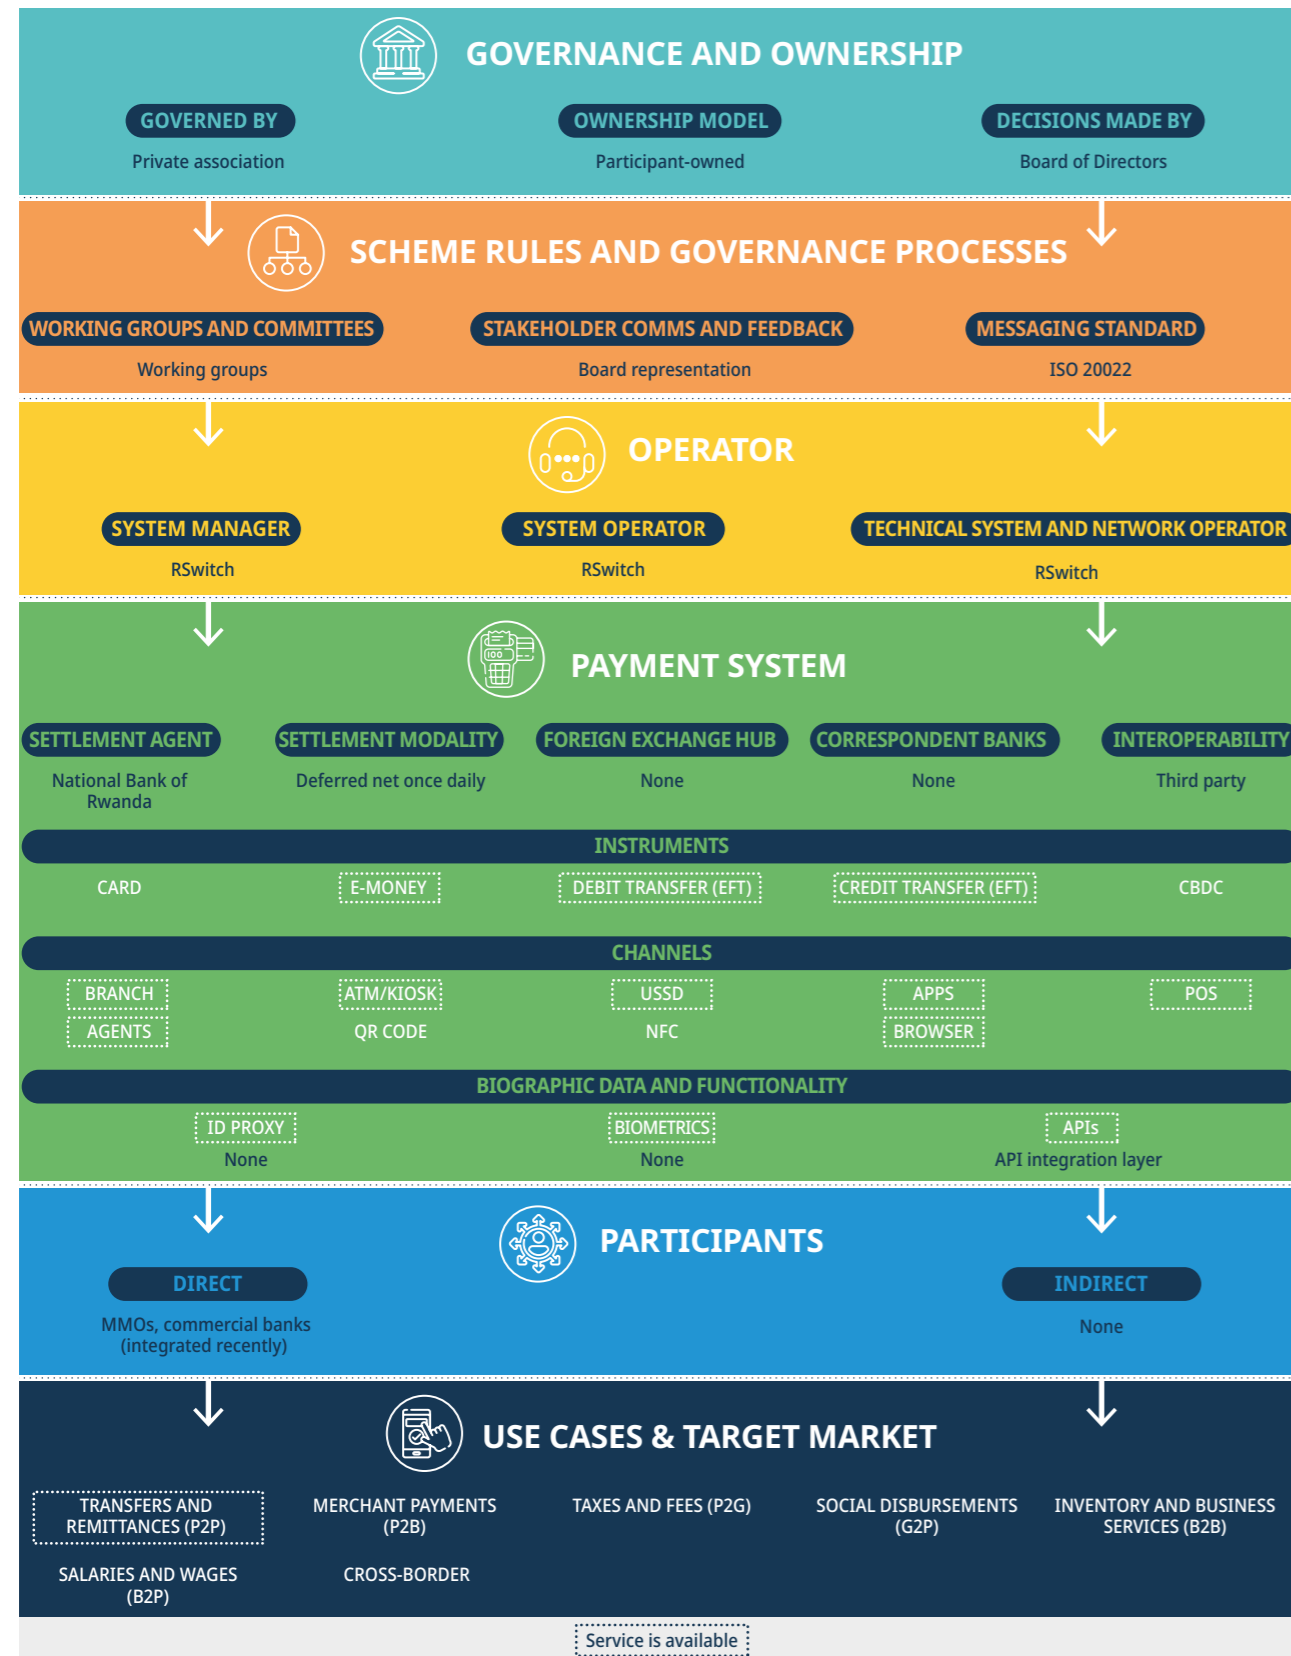 GOVERNANCE AND OWNERSHIP
GOVERNED BY
Private association
OWNERSHIP MODEL
Participant-owned
DECISIONS MADE BY
Board of Directors
SCHEME RULES AND GOVERNANCE PROCESSES
WORKING GROUPS AND COMMITTEES
Working groups
STAKEHOLDER COMMS AND FEEDBACK
Board representation
MESSAGING STANDARD
ISO 20022
OPERATOR
SYSTEM MANAGER
RSwitch
SYSTEM OPERATOR
RSwitch
TECHNICAL SYSTEM AND NETWORK OPERATOR
RSwitch
100
PAYMENT SYSTEM
SETTLEMENT AGENT
National Bank of
Rwanda
SETTLEMENT MODALITY
Deferred net once daily
FOREIGN EXCHANGE HUB
None
CORRESPONDENT BANKS
None
INTEROPERABILITY
Third party
INSTRUMENTS
CARD
E-MONEY
DEBIT TRANSFER (EFT)
CREDIT TRANSFER (EFT)
CBDC
CHANNELS
BRANCH
ATM/KIOSK
USSD
APPS
POS
AGENTS
QR CODE
NFC
BROWSER
BIOGRAPHIC DATA AND FUNCTIONALITY
ID PROXY
None
BIOMETRICS
None
APIs
API integration layer
PARTICIPANTS
DIRECT
MMOs, commercial banks
(integrated recently)
INDIRECT
None
USE CASES & TARGET MARKET
TRANSFERS AND
REMITTANCES (P2P)
MERCHANT PAYMENTS
(P2B)
TAXES AND FEES (P2G)
SOCIAL DISBURSEMENTS
(G2P)
INVENTORY AND BUSINESS
SERVICES (B2B)
SALARIES AND WAGES
(B2P)
CROSS-BORDER
Service is available